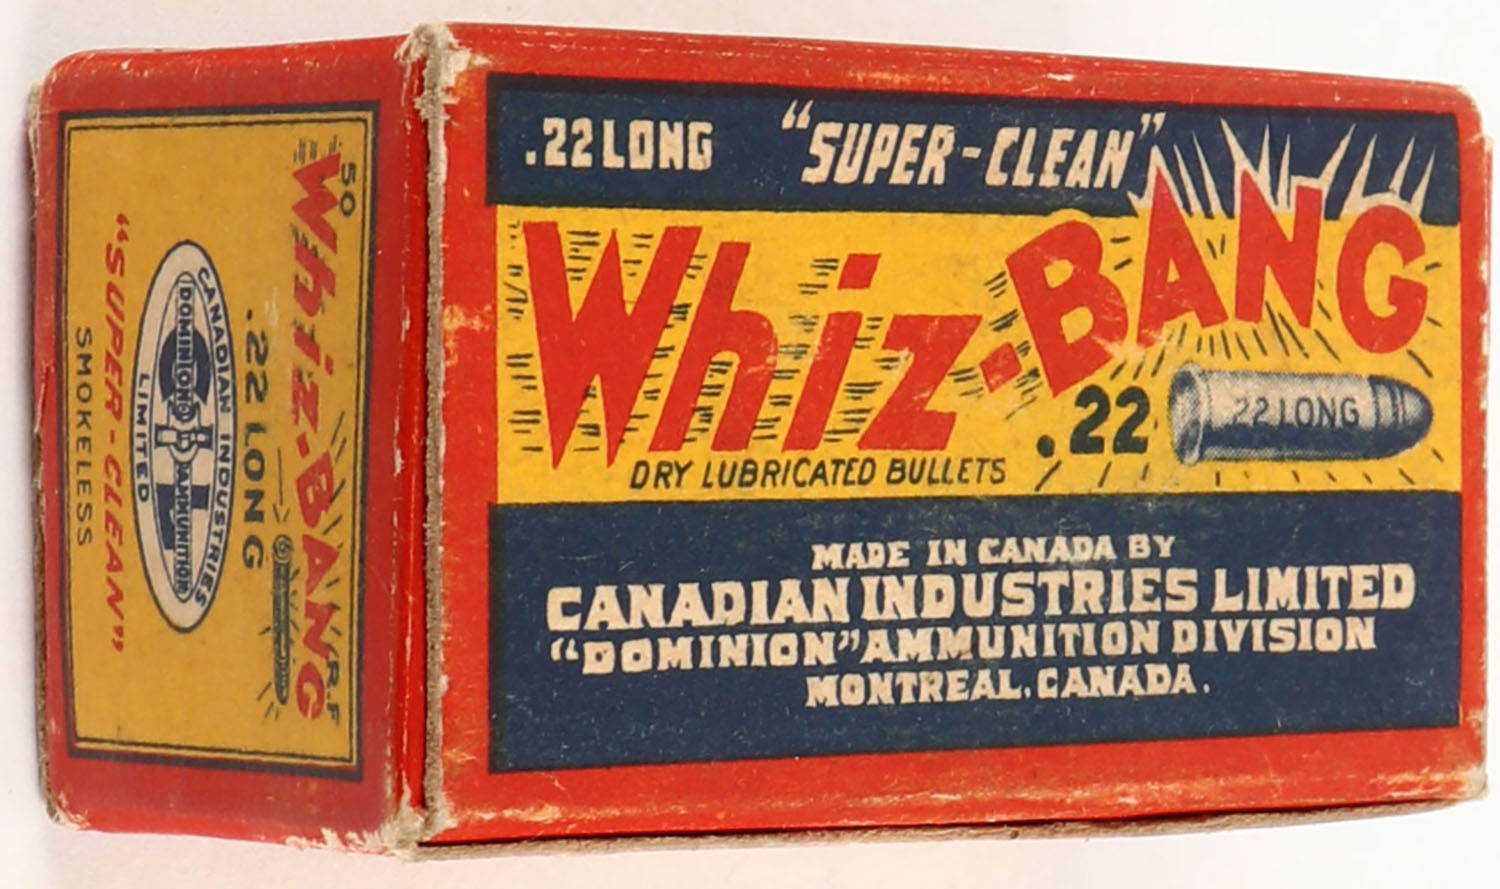 .22 LONG "SUPER-CLEAN"
Whiz-BANG
.22
22 LONG
DRY LUBRICATED BULLETS
MADE IN CANADA BY
CANADIAN INDUSTRIES LIMITED
"DOMINION" AMMUNITION DIVISION
MONTREAL, CANADA.
50 R.F
Whiz-BANG
.22 LONG
CANADIAN INDUSTRIES
DOMINION AMMUNITION
LIMITED
"SUPER-CLEAN"
SMOKELESS